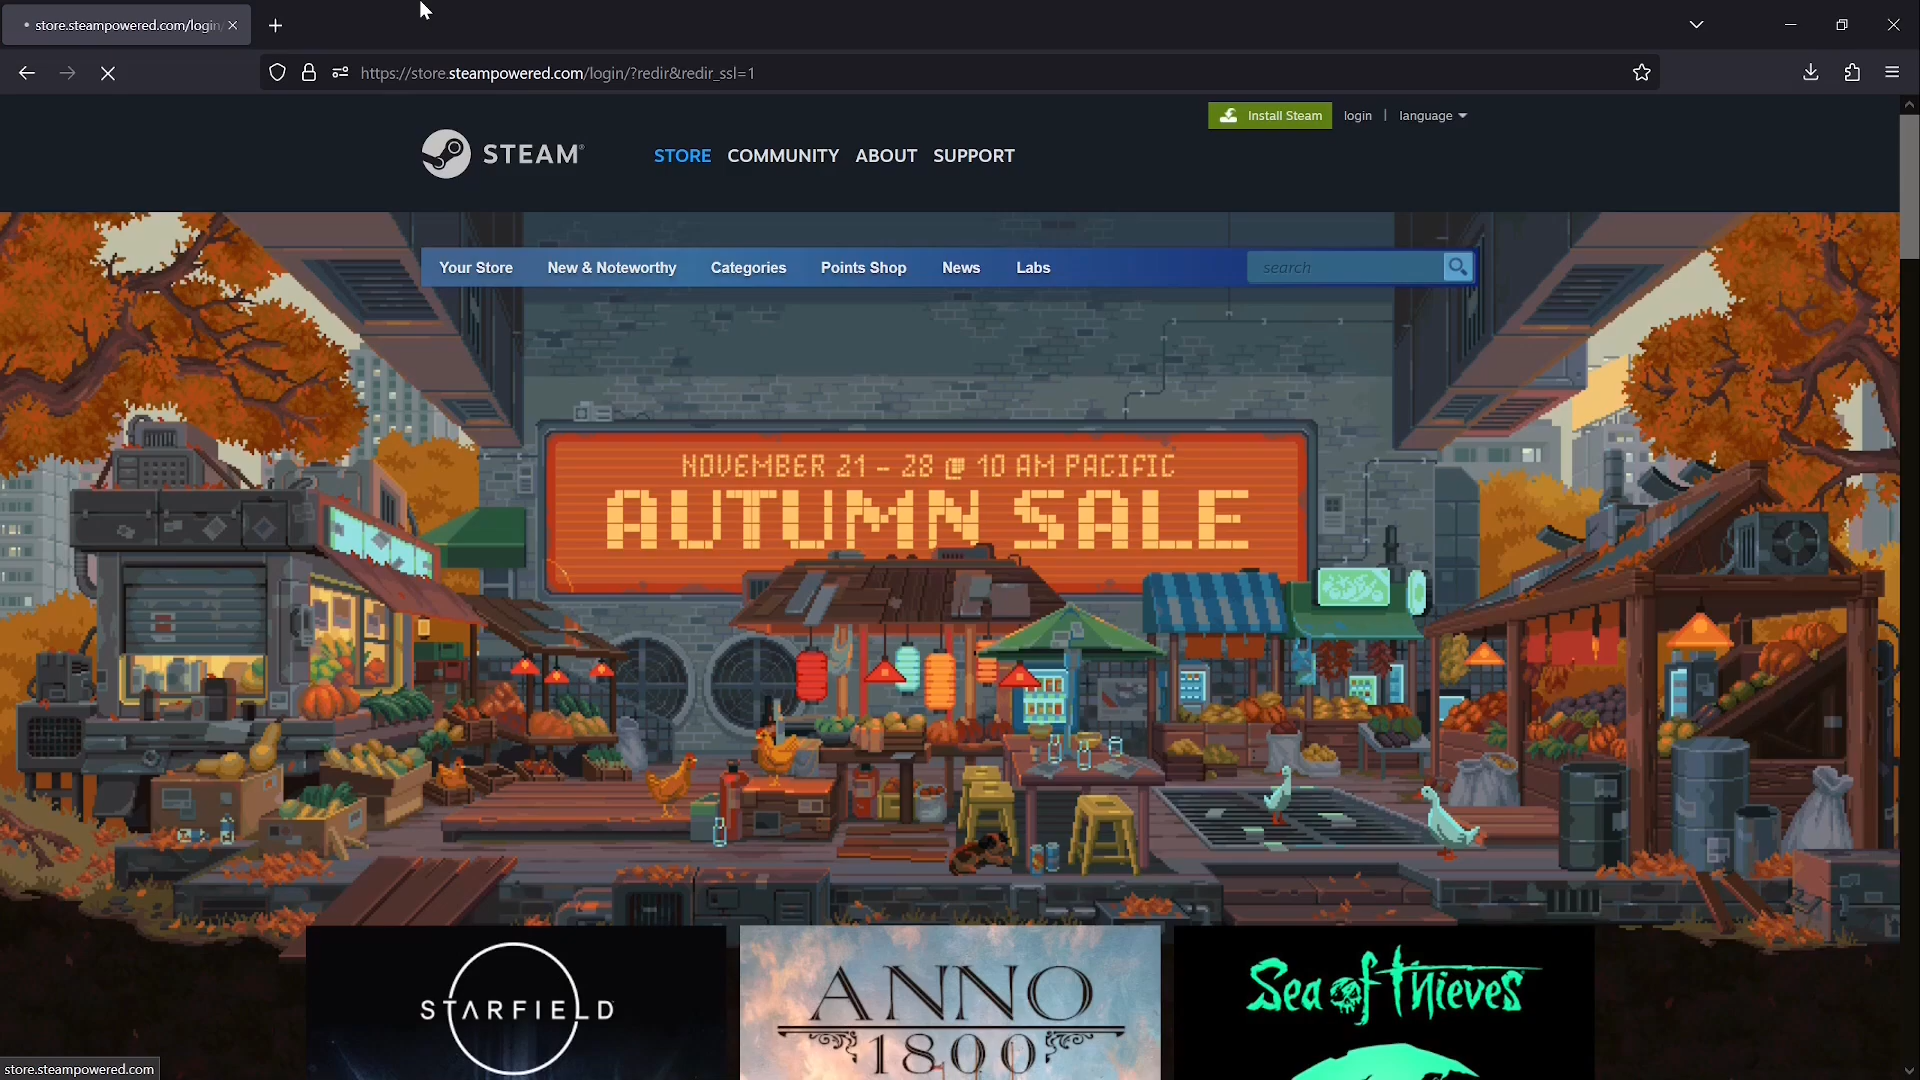 store.steampowered.com/login
https://store.steampowered.com/login/?redir&redir_ssl=1
Install Steam
login
language
STEAM®
STORE
COMMUNITY
ABOUT
SUPPORT
Your Store
New & Noteworthy
Categories
Points Shop
News
Labs
search
NOVEMBER 21 - 28 @ 10 AM PACIFIC
AUTUMN SALE
STARFIELD
ANNO
1800
Sea of Thieves
store.steampowered.com